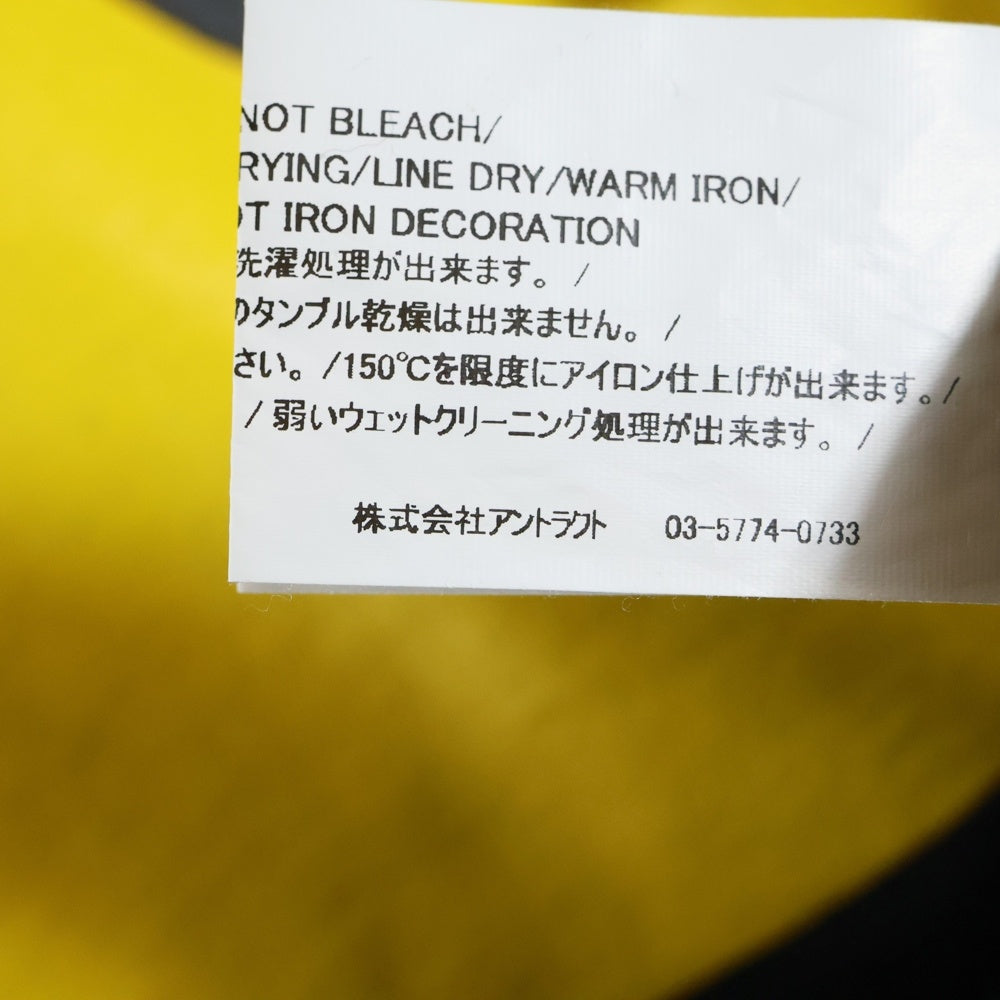 NOT BLEACH/
RYING/LINE DRY/WARM IRON/
OT IRON DECORATION
洗濯処理が出来ます。 /
のタンブル乾燥は出来ません。 /
さい。 /150℃を限度にアイロン仕上げが出来ます。/
/ 弱いウェットクリーニング処理が出来ます。 /
株式会社アントラクト 03-5774-0733